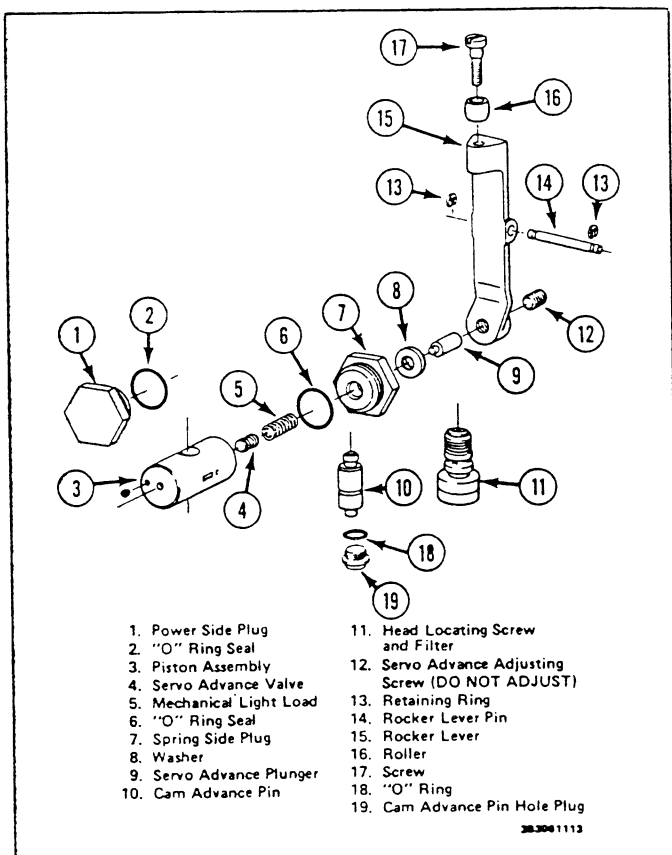 17
16
15
13
14
13
8
7
2
6
12
1
5
9
3
4
10
11
18
19
1. Power Side Plug
2. "O" Ring Seal
3. Piston Assembly
4. Servo Advance Valve
5. Mechanical Light Load
6. "O" Ring Seal
7. Spring Side Plug
8. Washer
9. Servo Advance Plunger
10. Cam Advance Pin
11. Head Locating Screw
and Filter
12. Servo Advance Adjusting
Screw (DO NOT ADJUST)
13. Retaining Ring
14. Rocker Lever Pin
15. Rocker Lever
16. Roller
17. Screw
18. "O" Ring
19. Cam Advance Pin Hole Plug